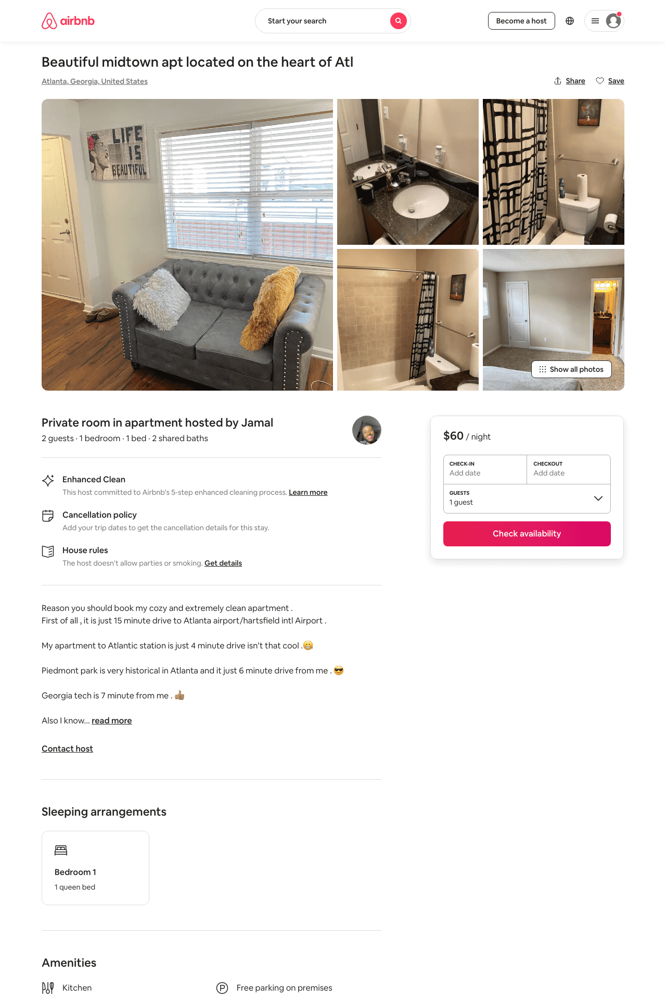 airbnb
Start your search
Become a host
Beautiful midtown apt located on the heart of Atl
Atlanta, Georgia, United States
Share
Save
LIFE
IS
BEAUTIFUL
Show all photos
Private room in apartment hosted by Jamal
2 guests · 1 bedroom · 1 bed · 2 shared baths
Enhanced Clean
This host committed to Airbnb's 5-step enhanced cleaning process. Learn more
Cancellation policy
Add your trip dates to get the cancellation details for this stay.
House rules
The host doesn’t allow parties or smoking. Get details
$60 / night
CHECK-IN
Add date
CHECKOUT
Add date
GUESTS
1 guest
Check availability
Reason you should book my cozy and extremely clean apartment .
First of all , it is just 15 minute drive to Atlanta airport/hartsfield intl Airport .
My apartment to Atlantic station is just 4 minute drive isn’t that cool .😁
Piedmont park is very historical in Atlanta and it just 6 minute drive from me . 😎
Georgia tech is 7 minute from me . 👍🏽
Also I know... read more
Contact host
Sleeping arrangements
Bedroom 1
1 queen bed
Amenities
Kitchen
Free parking on premises